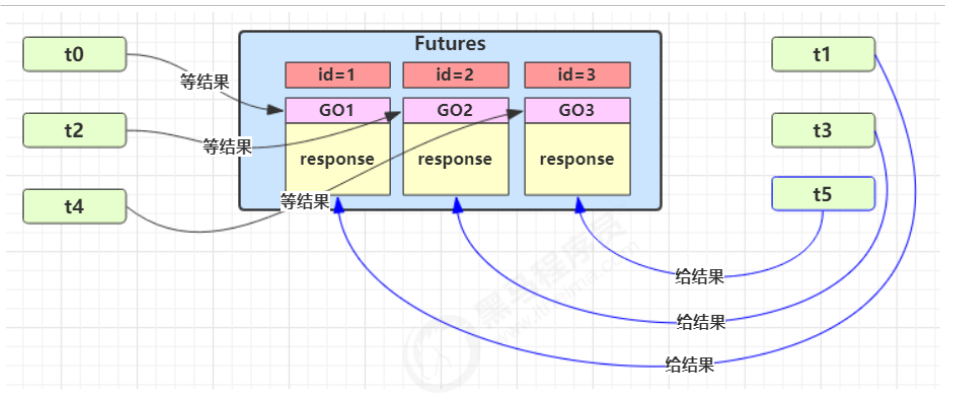 Futures
t0
t1
id=1
id=2
id=3
等结果
GO1
GO2
GO3
t2
t3
等结果
response
response
response
t4
等结果
t5
给结果
给结果
给结果
黑马程序员
www.itheima.com